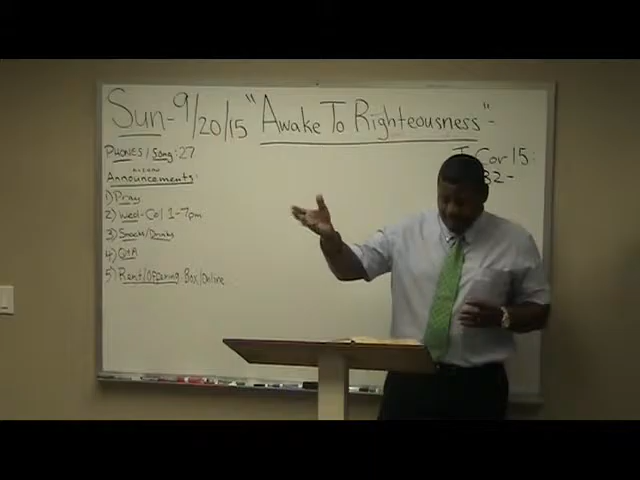 Sun-9/20/15 "Awake To Righteousness"-
PHONES/Song:27
I Cor 15:
32-
Announcements:
1) Pray
2) Wed-Col 1-7pm
3) Snacks/Drinks
4) Q+A
5) Rent/Offering Box/Online